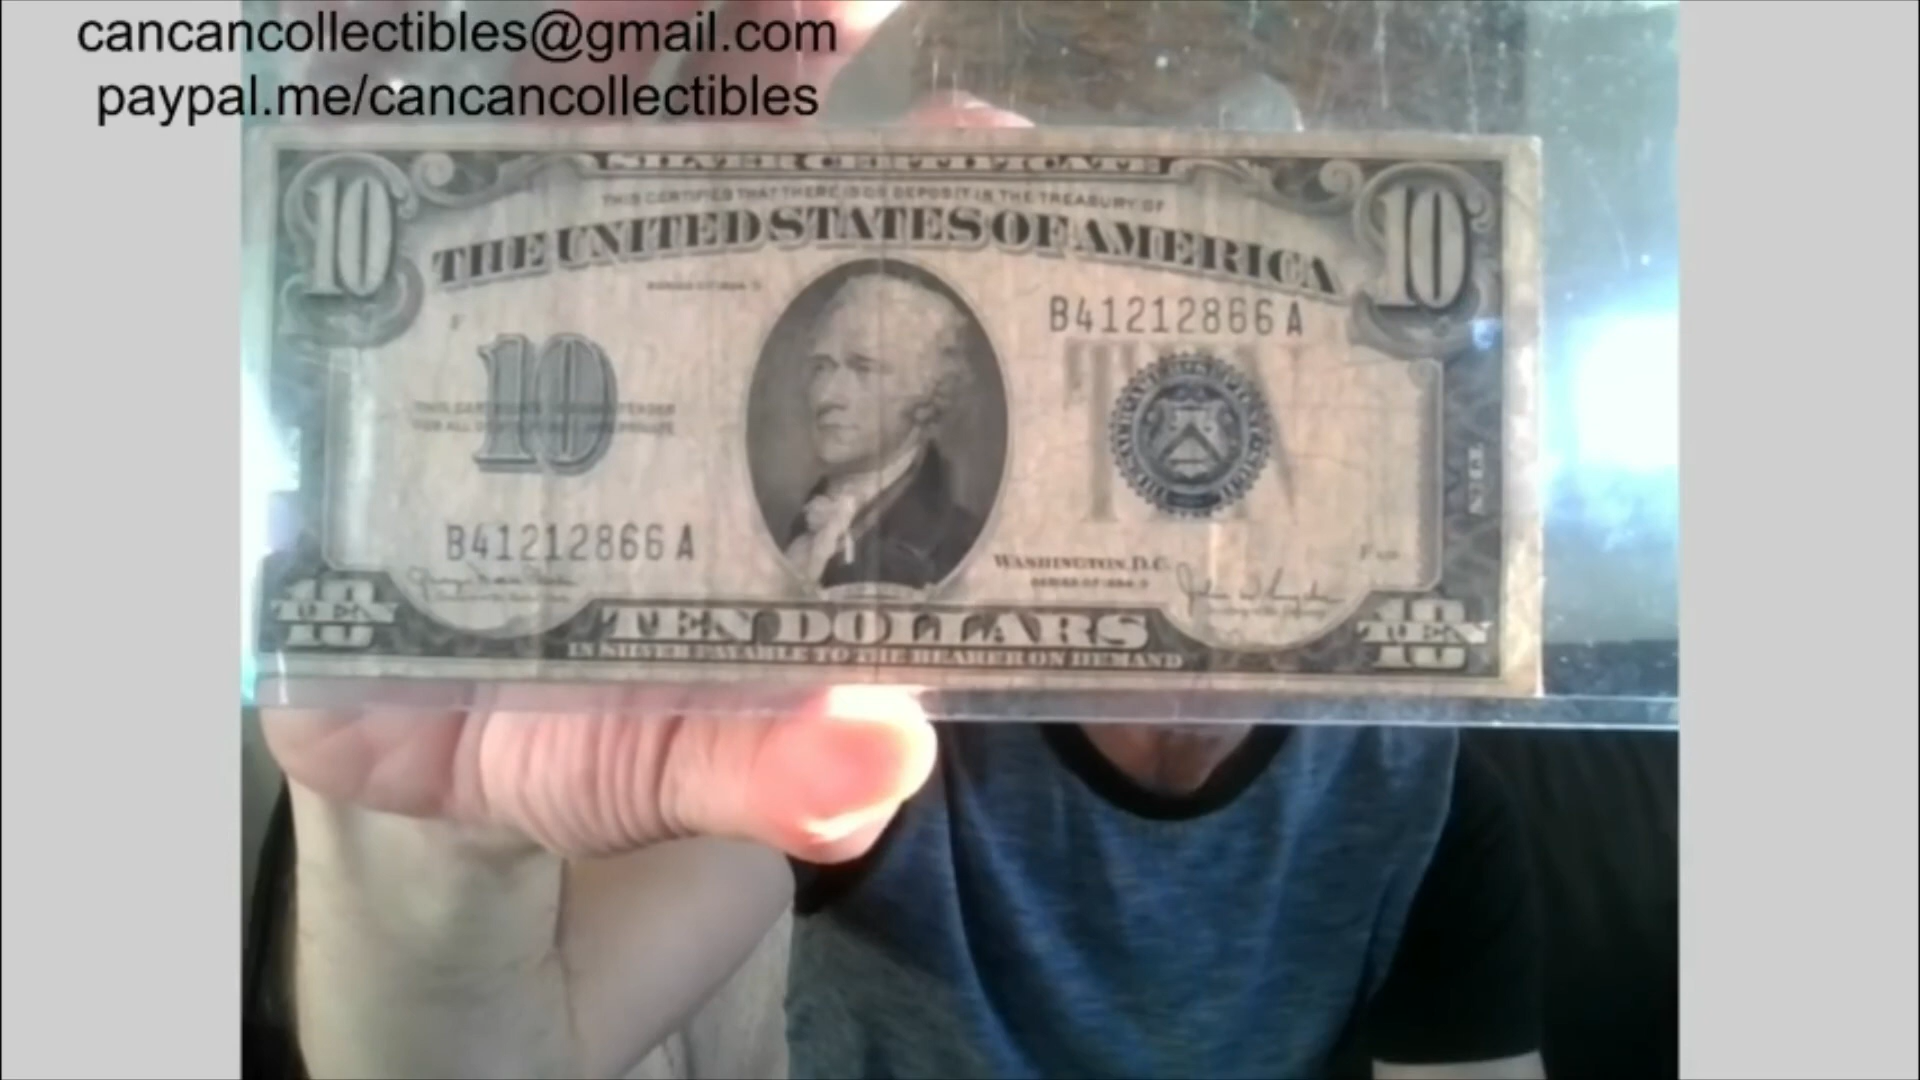 cancancollectibles@gmail.com
paypal.me/cancancollectibles
SILVER CERTIFICATE
THIS CERTIFIES THAT THERE IS ON DEPOSIT IN THE TREASURY OF
THE UNITED STATES OF AMERICA
10
10
B41212866A
F
10
B41212866A
WASHINGTON, D.C.
10
TEN
10
TEN
TEN DOLLARS
IN SILVER PAYABLE TO THE BEARER ON DEMAND